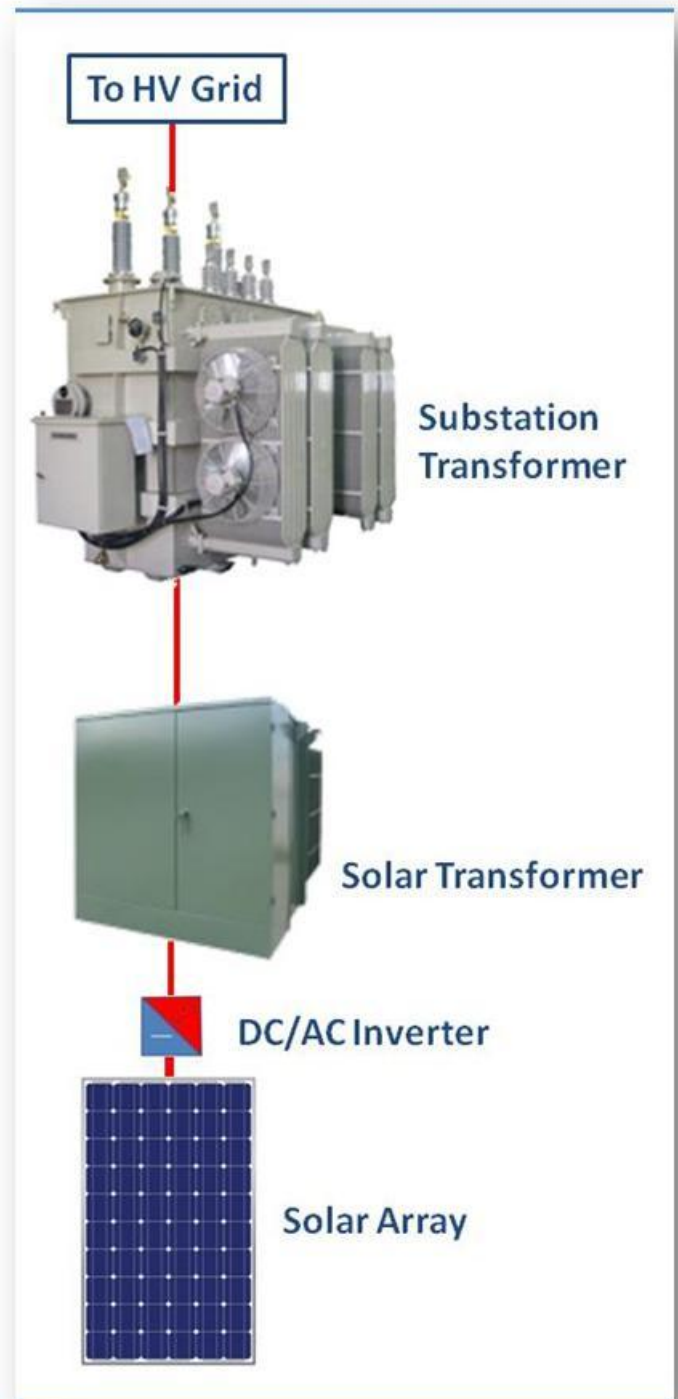 To HV Grid
Substation
Transformer
Solar Transformer
DC/AC Inverter
Solar Array